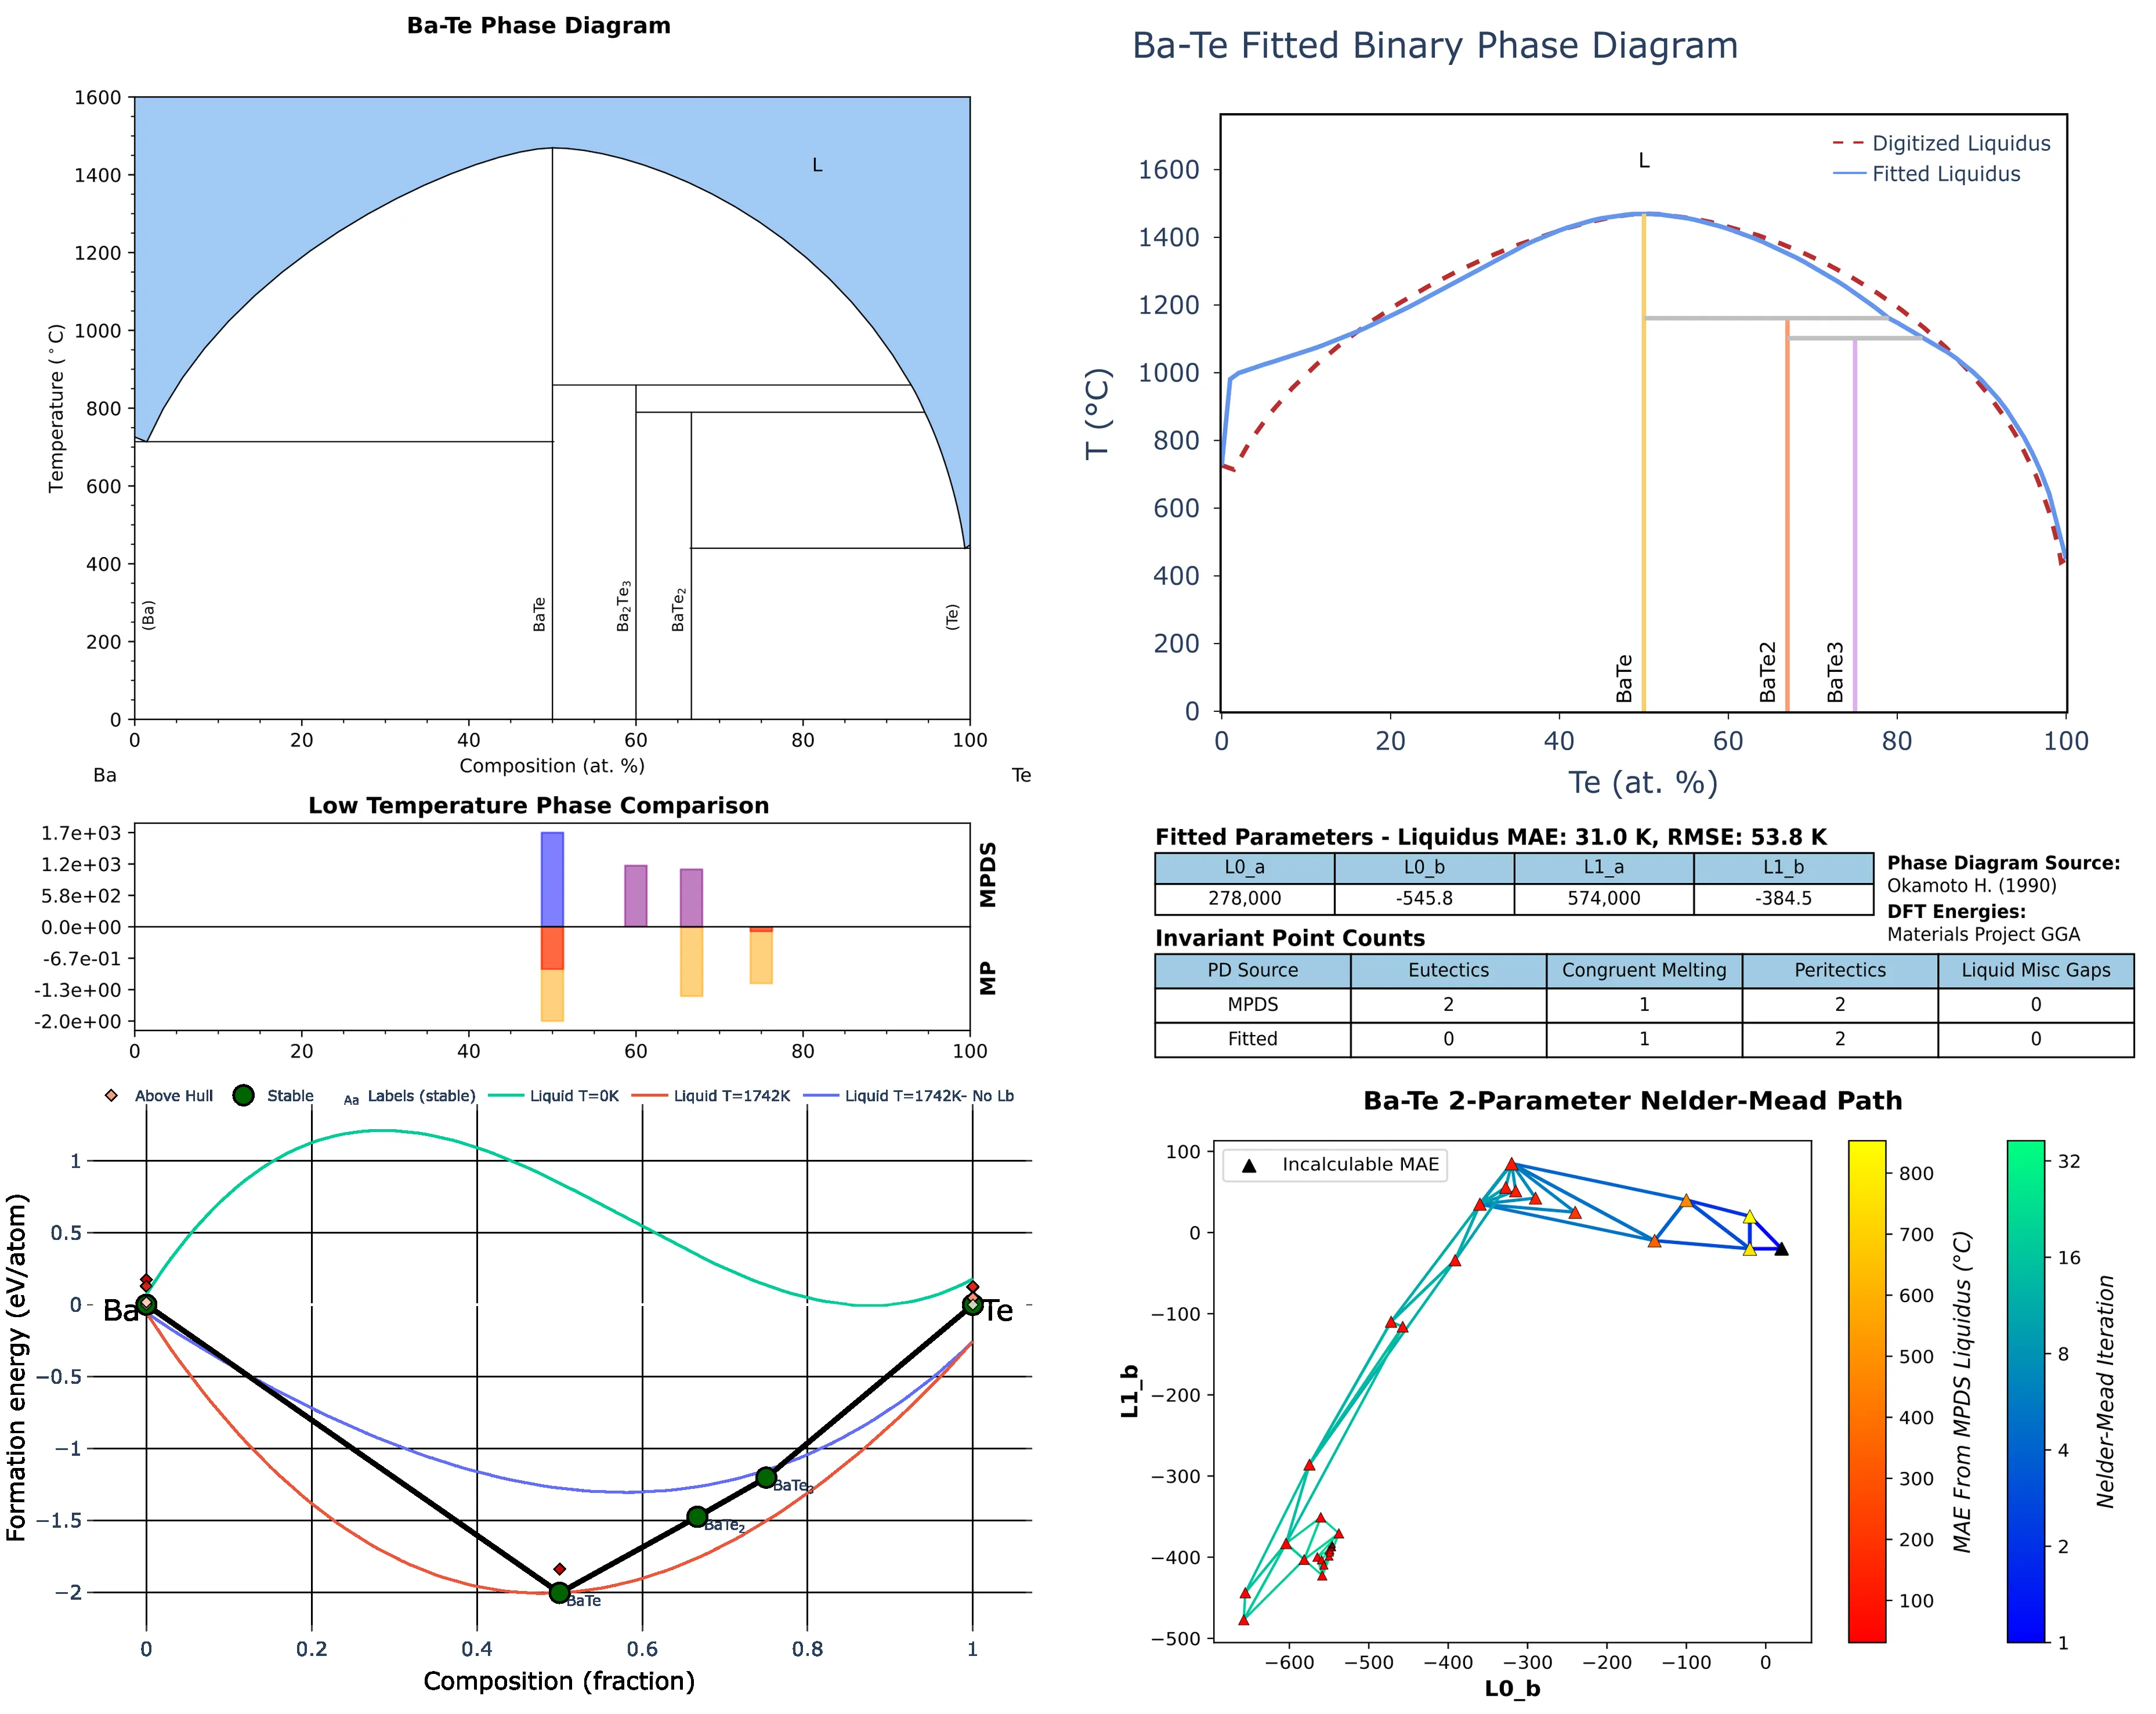 Ba-Te Phase Diagram
1600
1400
1200
1000
800
600
400
200
0
Temperature (°C)
L
(Ba)
BaTe
Ba₂Te₃
BaTe₂
(Te)
0 20 40 60 80 100
Composition (at. %)
Ba Te
Ba-Te Fitted Binary Phase Diagram
Digitized Liquidus
Fitted Liquidus
L
1600
1400
1200
1000
800
600
400
200
0
T (°C)
BaTe
BaTe2
BaTe3
0 20 40 60 80 100
Te (at. %)
Low Temperature Phase Comparison
1.7e+03
1.2e+03
5.8e+02
0.0e+00
-6.7e-01
-1.3e+00
-2.0e+00
MPDS
MP
0 20 40 60 80 100
Fitted Parameters - Liquidus MAE: 31.0 K, RMSE: 53.8 K
L0_a L0_b L1_a L1_b
278,000 -545.8 574,000 -384.5
Phase Diagram Source:
Okamoto H. (1990)
DFT Energies:
Materials Project GGA
Invariant Point Counts
PD Source Eutectics Congruent Melting Peritectics Liquid Misc Gaps
MPDS 2 1 2 0
Fitted 0 1 2 0
Above Hull Stable Aa Labels (stable) Liquid T=0K Liquid T=1742K Liquid T=1742K- No Lb
1
0.5
0
−0.5
−1
−1.5
−2
Formation energy (eV/atom)
Ba
Te
BaTe₃
BaTe₂
BaTe
0 0.2 0.4 0.6 0.8 1
Composition (fraction)
Ba-Te 2-Parameter Nelder-Mead Path
Incalculable MAE
100
0
−100
−200
−300
−400
−500
L1_b
−600 −500 −400 −300 −200 −100 0
L0_b
800
700
600
500
400
300
200
100
MAE From MPDS Liquidus (°C)
32
16
8
4
2
1
Nelder-Mead Iteration